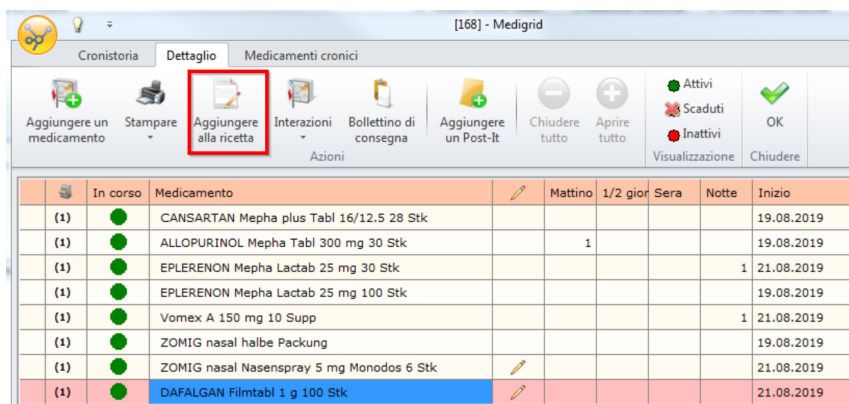 [168] - Medigrid
Cronistoria Dettaglio Medicamenti cronici
Aggiungere un medicamento
Stampare
Aggiungere alla ricetta
Interazioni
Bollettino di consegna
Aggiungere un Post-It
Chiudere tutto
Aprire tutto
Attivi
Scaduti
Inattivi
OK
Azioni Visualizzazione Chiudere
In corso Medicamento Mattino 1/2 gior Sera Notte Inizio
(1) CANSARTAN Mepha plus Tabl 16/12.5 28 Stk 19.08.2019
(1) ALLOPURINOL Mepha Tabl 300 mg 30 Stk 1 19.08.2019
(1) EPLERENON Mepha Lactab 25 mg 30 Stk 1 21.08.2019
(1) EPLERENON Mepha Lactab 25 mg 100 Stk 19.08.2019
(1) Vomex A 150 mg 10 Supp 1 21.08.2019
(1) ZOMIG nasal halbe Packung 19.08.2019
(1) ZOMIG nasal Nasenspray 5 mg Monodos 6 Stk 21.08.2019
(1) DAFALGAN Filmtabl 1 g 100 Stk 21.08.2019